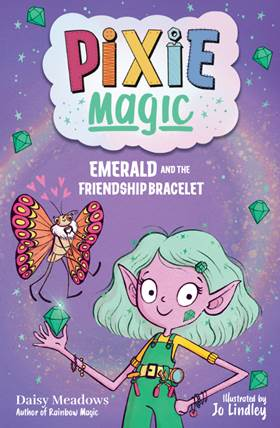 PIXIE
MAGIC
EMERALD AND THE
FRIENDSHIP BRACELET
Daisy Meadows
Author of Rainbow Magic
Illustrated by
Jo Lindley